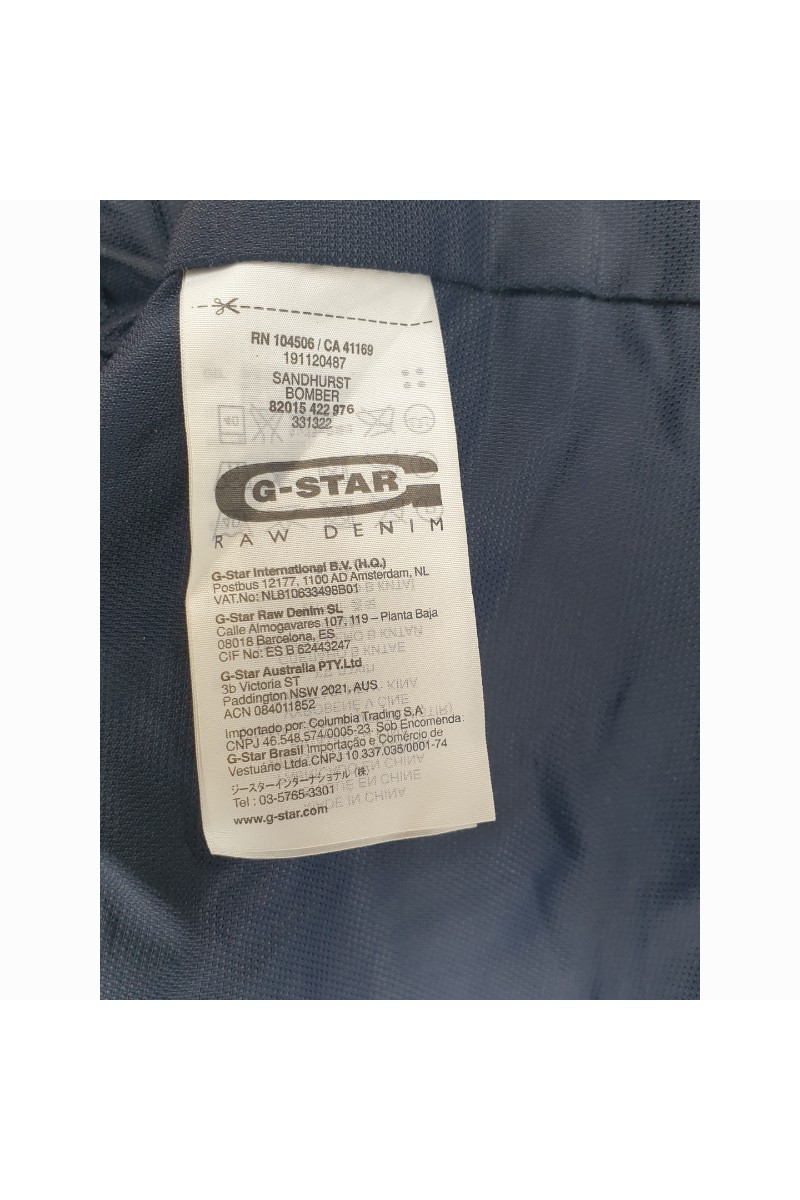 RN 104506 / CA 41169
191120487
SANDHURST
BOMBER
82015 422 976
331322
G-STAR
RAW DENIM
G-Star International B.V. (H.Q.)
Postbus 12177, 1100 AD Amsterdam, NL
VAT.No: NL810633498B01
G-Star Raw Denim SL
Calle Almogavares 107, 119 – Pianta Baja
08018 Barcelona, ES
CIF No: ES B 62443247
G-Star Australia PTY.Ltd
3b Victoria ST
Paddington NSW 2021, AUS
ACN 084011852
Importado por: Columbia Trading S.A
CNPJ 46.548.574/0005-23. Sob Encomenda:
G-Star Brasil Importação e Comércio de
Vestuário Ltda.CNPJ 10.337.035/0001-74
ジースターインターナショナル (株)
Tel : 03-5765-3301
www.g-star.com
MADE IN CHINA